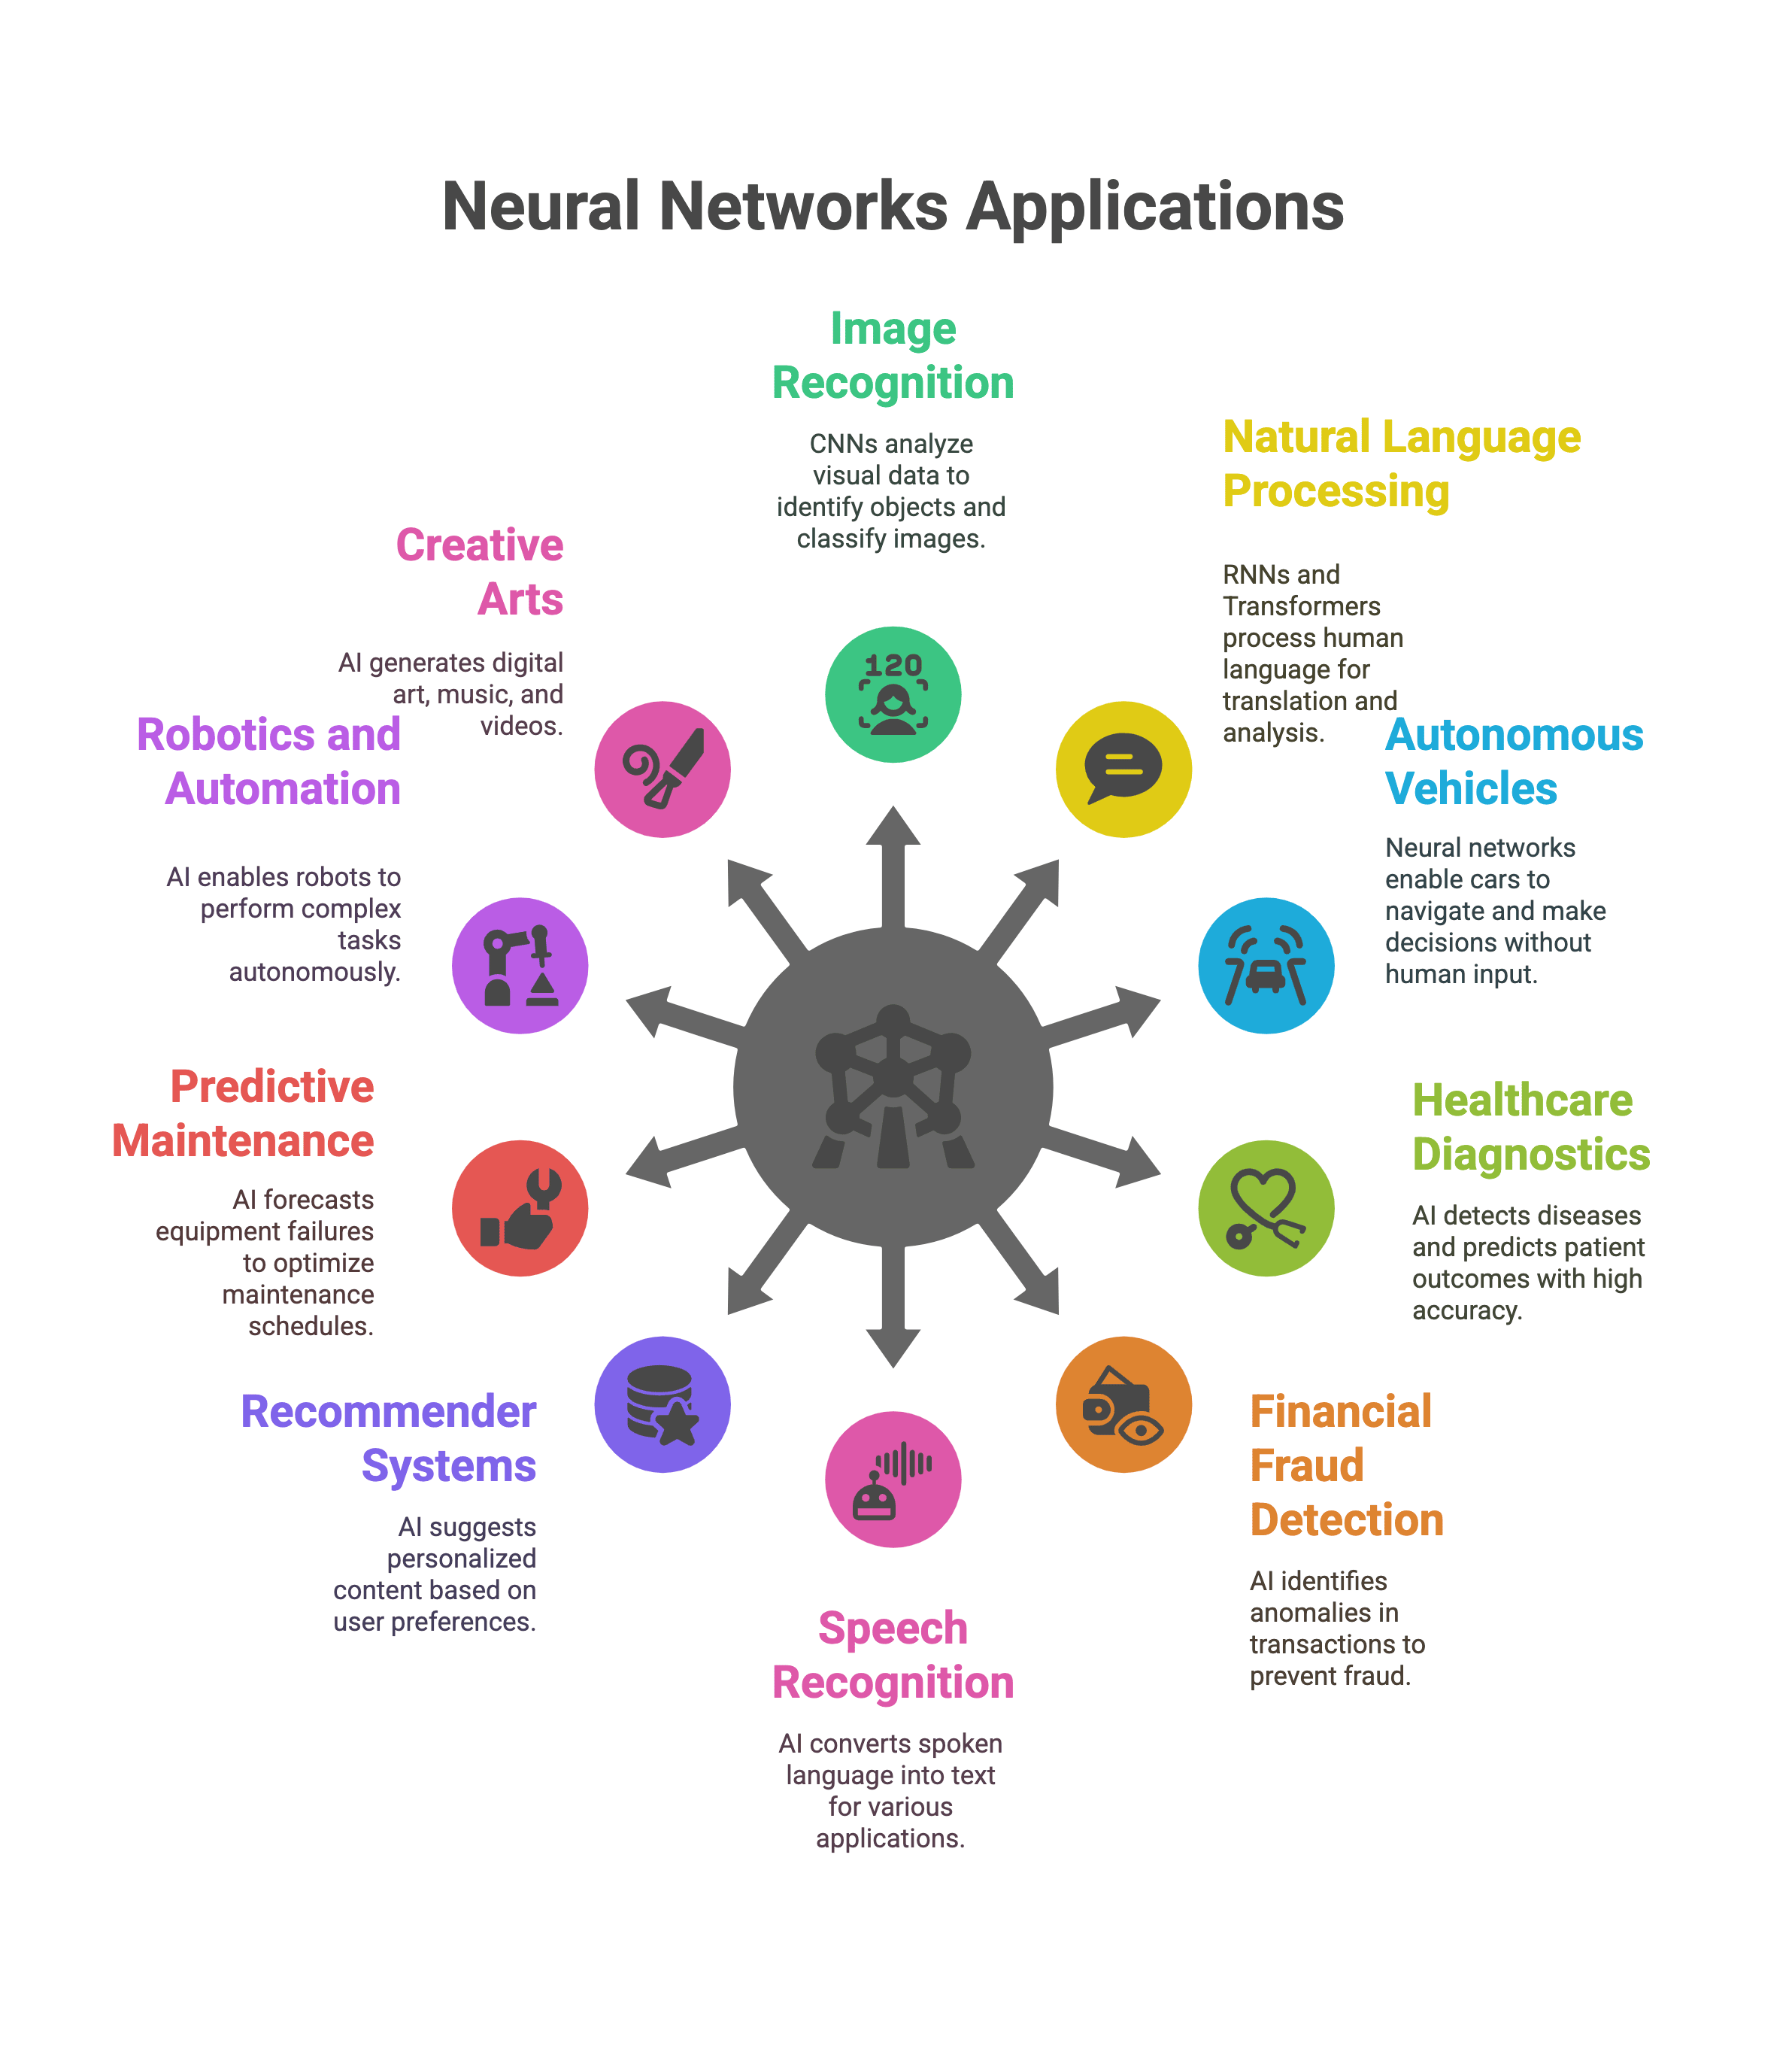 Neural Networks Applications
Image
Recognition
CNNs analyze
visual data to
identify objects and
classify images.
120
Natural Language
Processing
RNNs and
Transformers
process human
language for
translation and
analysis.
Autonomous
Vehicles
Neural networks
enable cars to
navigate and make
decisions without
human input.
Healthcare
Diagnostics
AI detects diseases
and predicts patient
outcomes with high
accuracy.
Financial
Fraud
Detection
AI identifies
anomalies in
transactions to
prevent fraud.
Speech
Recognition
AI converts spoken
language into text
for various
applications.
Recommender
Systems
AI suggests
personalized
content based on
user preferences.
Predictive
Maintenance
AI forecasts
equipment failures
to optimize
maintenance
schedules.
Robotics and
Automation
AI enables robots to
perform complex
tasks
autonomously.
Creative
Arts
AI generates digital
art, music, and
videos.